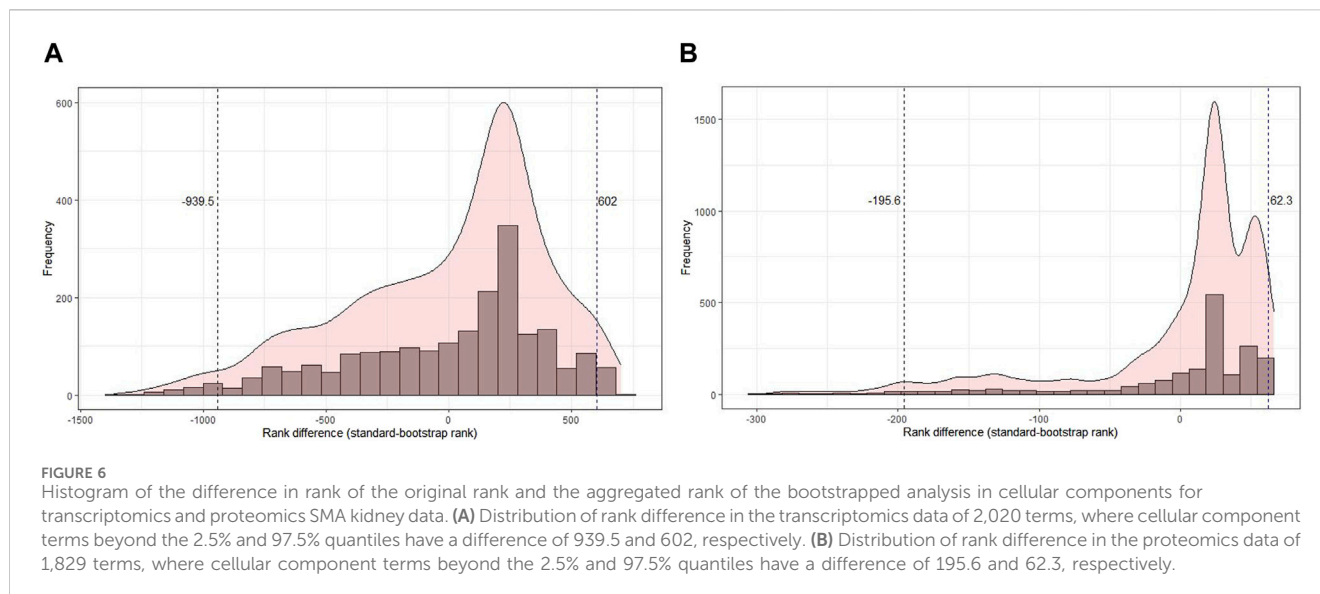 A
B
600
400
200
0
-939.5
602
Frequency
-1500
-1000
-500
0
500
Rank difference (standard-bootstrap rank)
1500
1000
500
0
-195.6
62.3
Frequency
-300
-200
-100
0
Rank difference (standard-bootstrap rank)
FIGURE 6
Histogram of the difference in rank of the original rank and the aggregated rank of the bootstrapped analysis in cellular components for
transcriptomics and proteomics SMA kidney data. (A) Distribution of rank difference in the transcriptomics data of 2,020 terms, where cellular component
terms beyond the 2.5% and 97.5% quantiles have a difference of 939.5 and 602, respectively. (B) Distribution of rank difference in the proteomics data of
1,829 terms, where cellular component terms beyond the 2.5% and 97.5% quantiles have a difference of 195.6 and 62.3, respectively.